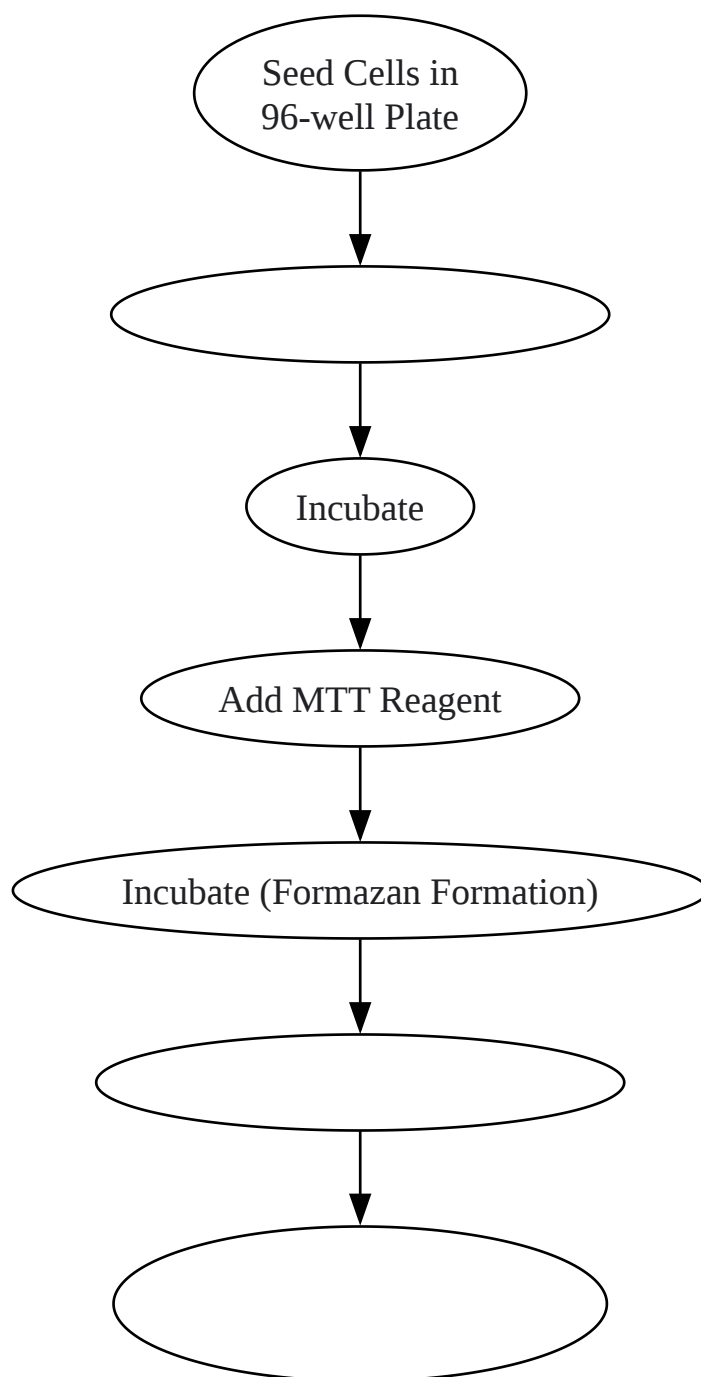 Seed Cells in
96-well Plate
Incubate
Add MTT Reagent
Incubate (Formazan Formation)